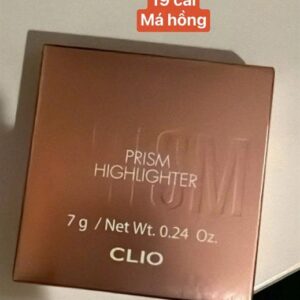 19 cái
Má hồng
PRISM
HIGHLIGHTER
7 g / Net Wt. 0.24 Oz.
CLIO